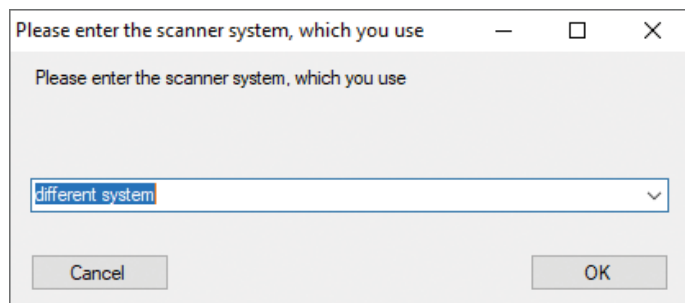 Please enter the scanner system, which you use
Please enter the scanner system, which you use
different system
Cancel
OK